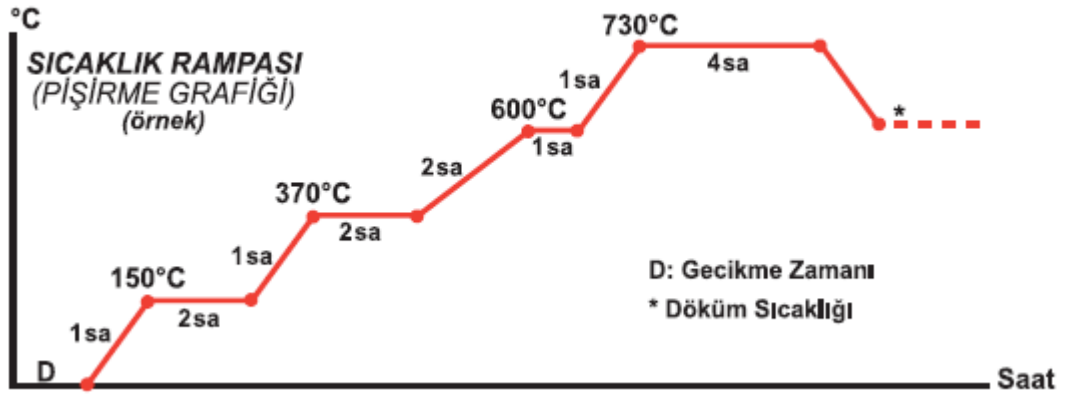 °C
SICAKLIK RAMPASI
(PİŞİRME GRAFİĞİ)
(örnek)
730°C
4sa
1sa
*
600°C
1sa
2sa
370°C
2sa
1sa
150°C
2sa
1sa
D: Gecikme Zamanı
* Döküm Sıcaklığı
D
Saat